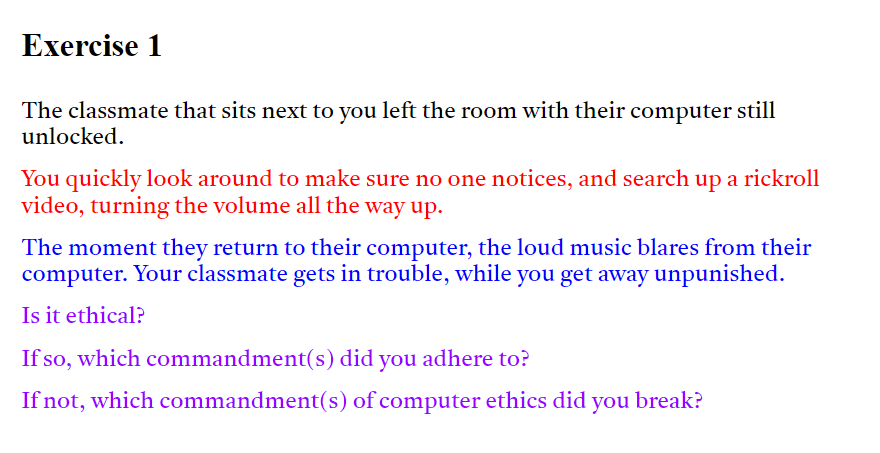 Exercise 1
The classmate that sits next to you left the room with their computer still
unlocked.
You quickly look around to make sure no one notices, and search up a rickroll
video, turning the volume all the way up.
The moment they return to their computer, the loud music blares from their
computer. Your classmate gets in trouble, while you get away unpunished.
Is it ethical?
If so, which commandment(s) did you adhere to?
If not, which commandment(s) of computer ethics did you break?